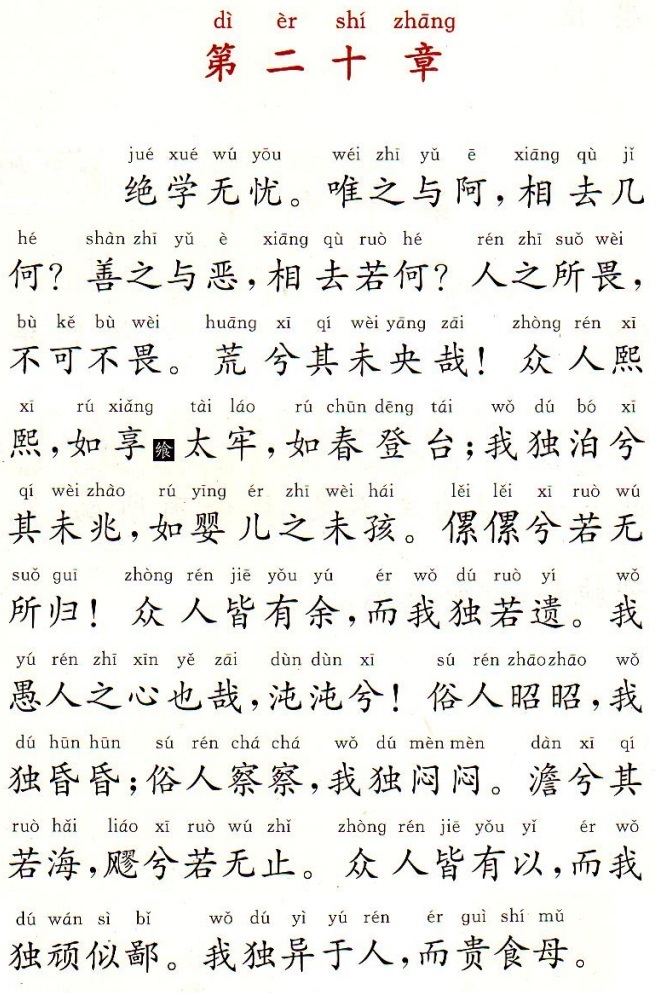 dì èr shí zhāng
第二十章
jué xué wú yōu wéi zhī yǔ ē xiāng qù jǐ
绝学无忧。唯之与阿,相去几
hé shàn zhī yǔ è xiāng qù ruò hé rén zhī suǒ wèi
何?善之与恶,相去若何?人之所畏,
bù kě bù wèi huāng xī qí wèi yāng zāi zhòng rén xī
不可不畏。荒兮其未央哉!众人熙
xī rú xiǎng tài láo rú chūn dēng tái wǒ dú bó xī
熙,如享飨太牢,如春登台;我独泊兮
qí wèi zhào rú yīng ér zhī wèi hái lěi lěi xī ruò wú
其未兆,如婴儿之未孩。儽儽兮若无
suǒ guī zhòng rén jiē yǒu yú ér wǒ dú ruò yí wǒ
所归!众人皆有余,而我独若遗。我
yú rén zhī xīn yě zāi dùn dùn xī sú rén zhāo zhāo wǒ
愚人之心也哉,沌沌兮!俗人昭昭,我
dú hūn hūn sú rén chá chá wǒ dú mèn mèn dàn xī qí
独昏昏;俗人察察,我独闷闷。澹兮其
ruò hǎi liáo xī ruò wú zhǐ zhòng rén jiē yǒu yǐ ér wǒ
若海,飂兮若无止。众人皆有以,而我
dú wán sì bǐ wǒ dú yì yú rén ér guì shí mǔ
独顽似鄙。我独异于人,而贵食母。